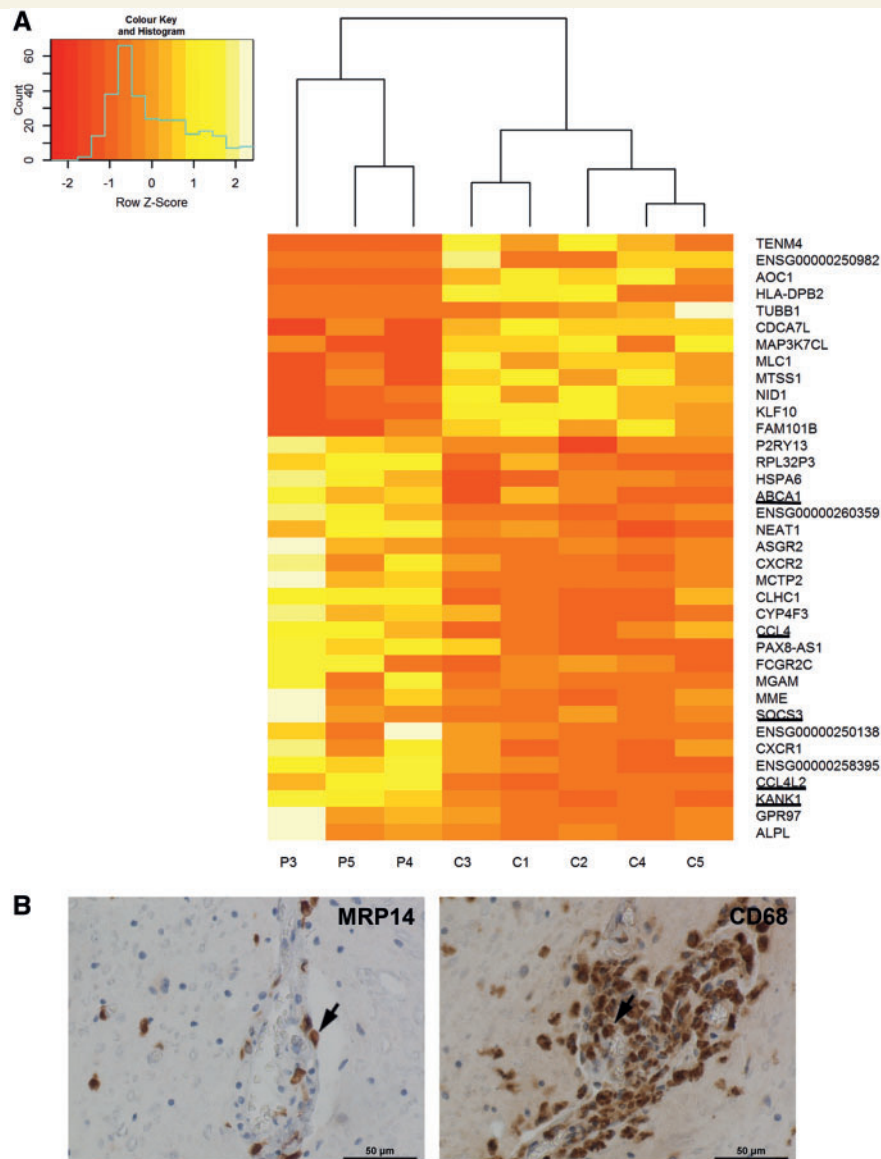 A
Colour Key
and Histogram
Count
0 20 40 60
-2 -1 0 1 2
Row Z-Score
TENM4
ENSG00000250982
AOC1
HLA-DPB2
TUBB1
CDCA7L
MAP3K7CL
MLC1
MTSS1
NID1
KLF10
FAM101B
P2RY13
RPL32P3
HSPA6
ABCA1
ENSG00000260359
NEAT1
ASGR2
CXCR2
MCTP2
CLHC1
CYP4F3
CCL4
PAX8-AS1
FCGR2C
MGAM
MME
SOCS3
ENSG00000250138
CXCR1
ENSG00000258395
CCL4L2
KANK1
GPR97
ALPL
P3 P5 P4 C3 C1 C2 C4 C5
B
MRP14
50 µm
CD68
50 µm